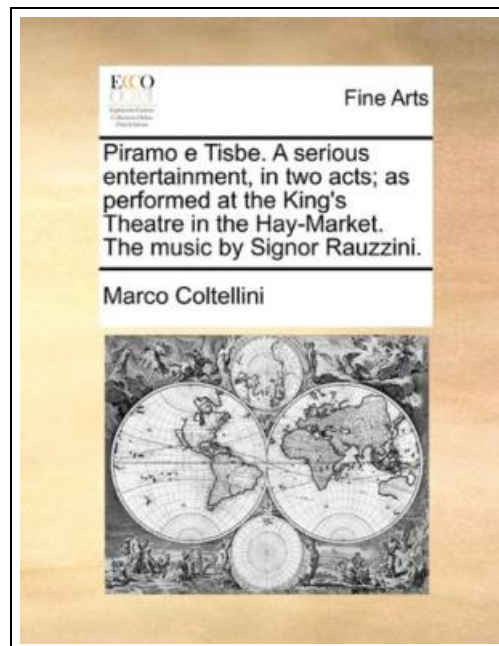 ECCO
Fine Arts
Piramo e Tisbe. A serious
entertainment, in two acts; as
performed at the King's
Theatre in the Hay-Market.
The music by Signor Rauzzini.
Marco Coltellini